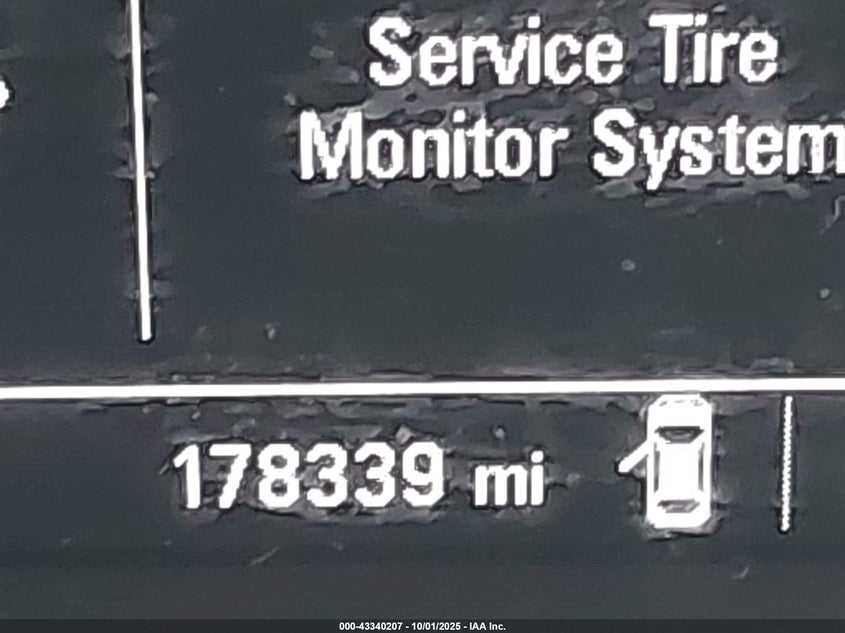 Service Tire
Monitor System
178339 mi
000-43340207 - 10/01/2025 - IAA Inc.